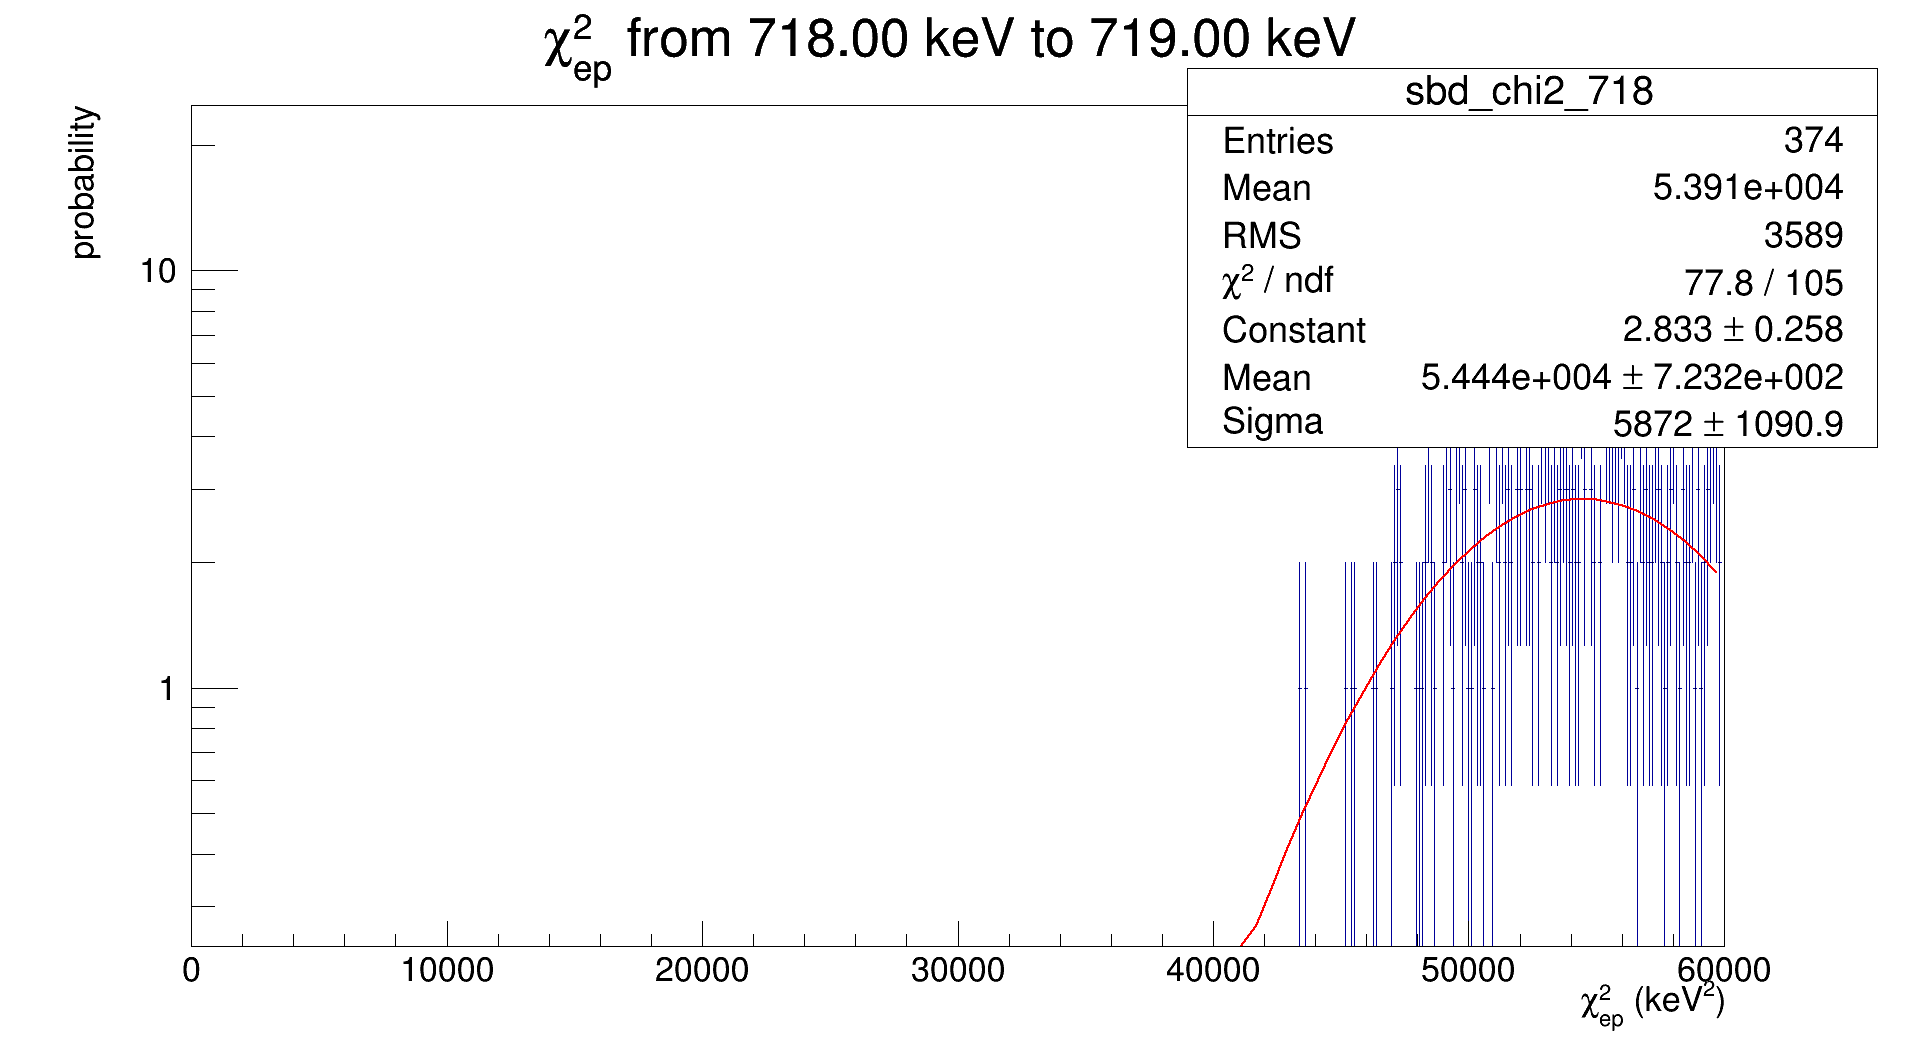 χ²ep from 718.00 keV to 719.00 keV
sbd_chi2_718
Entries 374
Mean 5.391e+004
RMS 3589
χ² / ndf 77.8 / 105
Constant 2.833 ± 0.258
Mean 5.444e+004 ± 7.232e+002
Sigma 5872 ± 1090.9
probability
10
1
0 10000 20000 30000 40000 50000 60000
χ²ep (keV²)